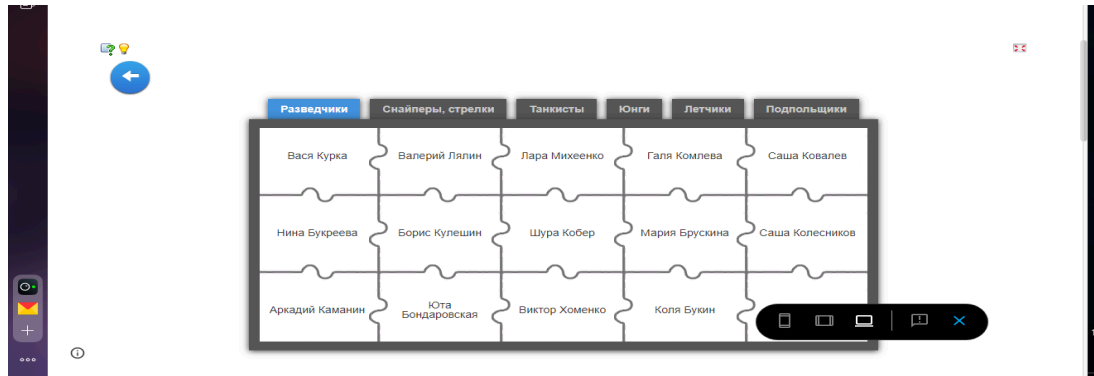 Разведчики
Снайперы, стрелки
Танкисты
Юнги
Летчики
Подпольщики
Вася Курка
Валерий Лялин
Лара Михеенко
Галя Комлева
Саша Ковалев
Нина Букреева
Борис Кулешин
Шура Кобер
Мария Брускина
Саша Колесников
Аркадий Каманин
Юта
Бондаровская
Виктор Хоменко
Коля Букин